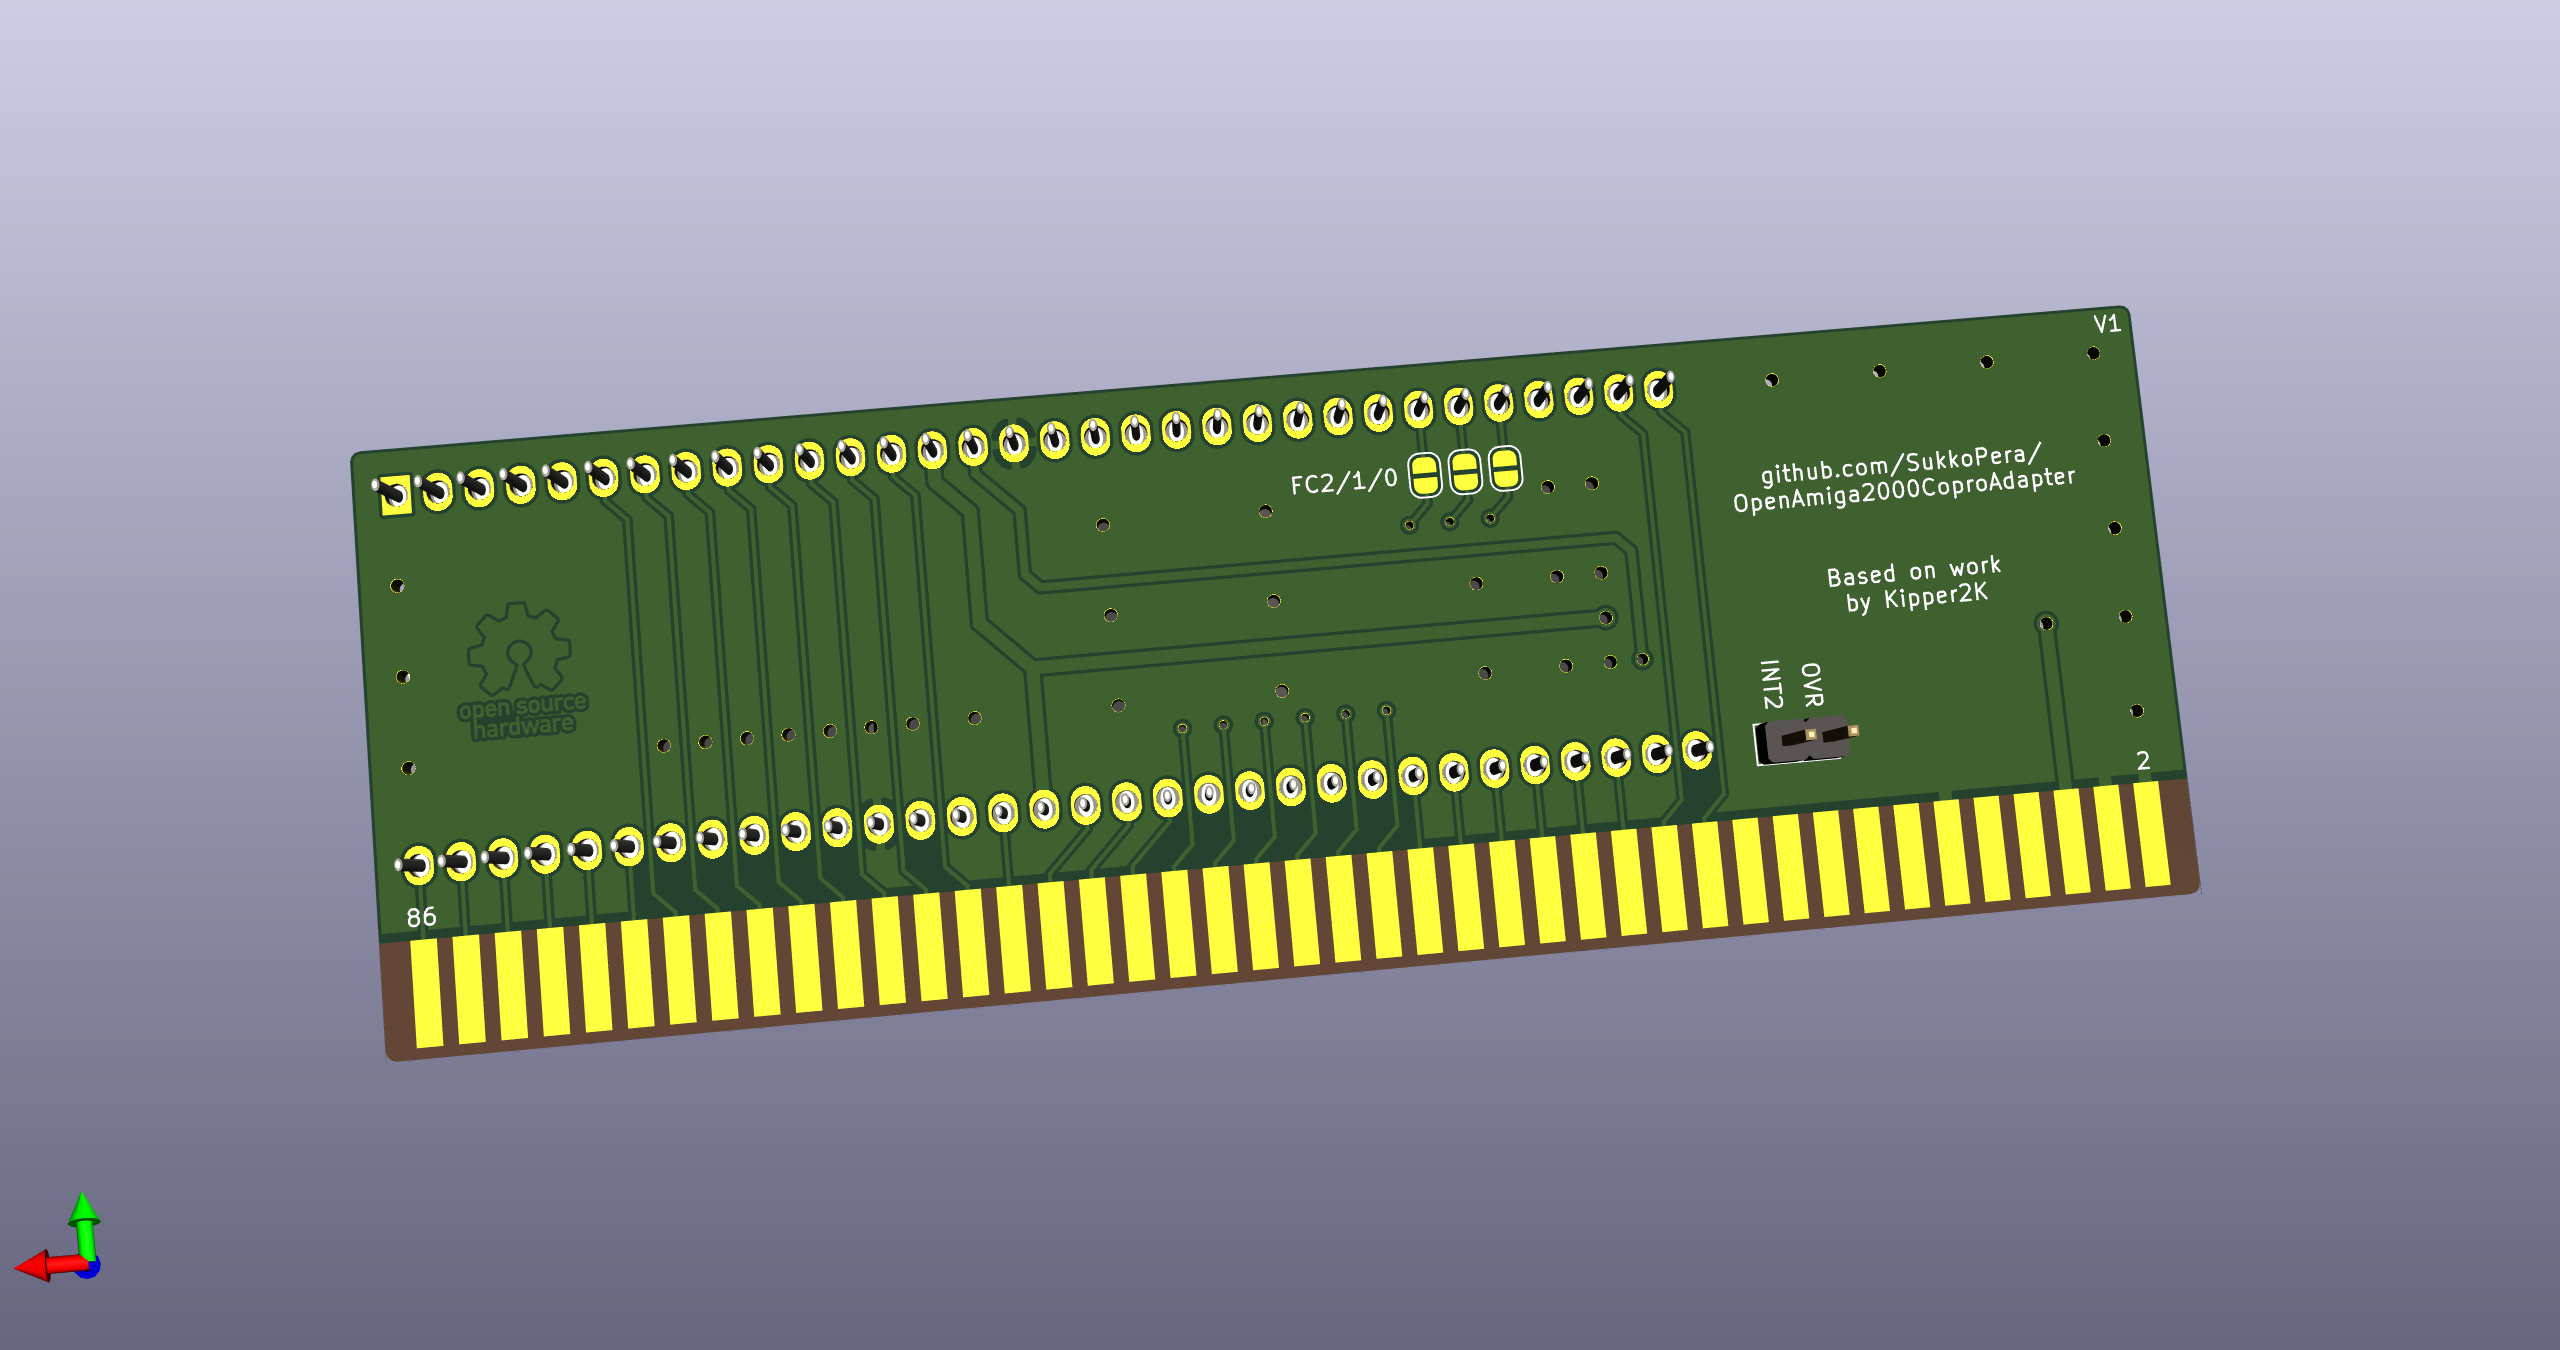 V1
FC2/1/0
github.com/SukkoPera/
OpenAmiga2000CoproAdapter
Based on work
by Kipper2K
open source
hardware
INT2
OVR
2
86